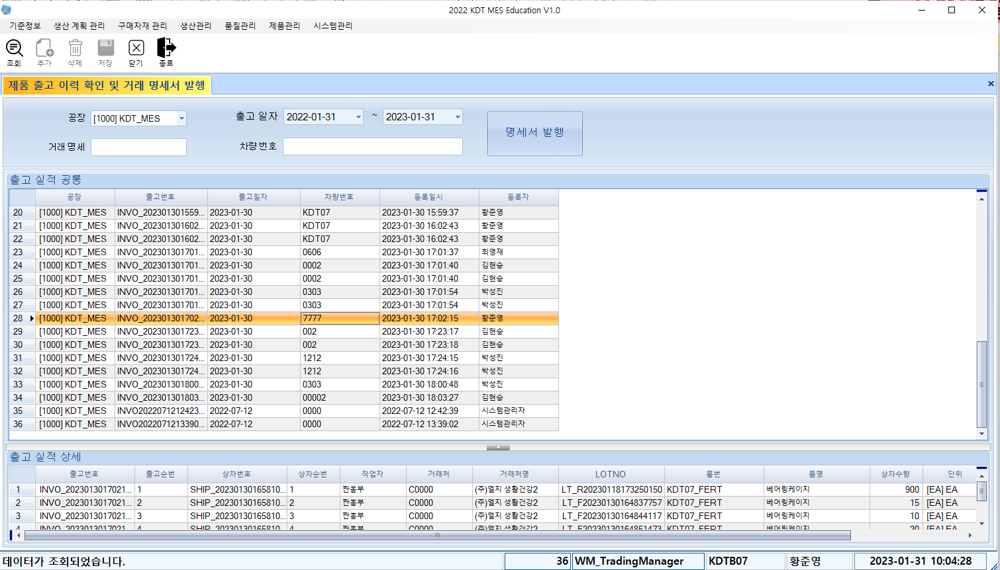 2022 KDT MES Education V1.0
기준정보 생산 계획 관리 구매자재 관리 생산관리 품질관리 제품관리 시스템관리
조회 추가 삭제 저장 닫기 종료
제품 출고 이력 확인 및 거래 명세서 발행
공장 [1000] KDT_MES 출고 일자 2022-01-31 ~ 2023-01-31 명세서 발행
거래 명세 차량 번호
출고 실적 공통
공장 출고번호 출고일자 차량번호 등록일시 등록자
20 [1000] KDT_MES INVO_202301301559... 2023-01-30 KDT07 2023-01-30 15:59:37 황준영
21 [1000] KDT_MES INVO_202301301602... 2023-01-30 KDT07 2023-01-30 16:02:43 황준영
22 [1000] KDT_MES INVO_202301301602... 2023-01-30 KDT07 2023-01-30 16:02:43 황준영
23 [1000] KDT_MES INVO_202301301701... 2023-01-30 0606 2023-01-30 17:01:37 최영재
24 [1000] KDT_MES INVO_202301301701... 2023-01-30 0002 2023-01-30 17:01:40 김현승
25 [1000] KDT_MES INVO_202301301701... 2023-01-30 0002 2023-01-30 17:01:40 김현승
26 [1000] KDT_MES INVO_202301301701... 2023-01-30 0303 2023-01-30 17:01:54 박성진
27 [1000] KDT_MES INVO_202301301701... 2023-01-30 0303 2023-01-30 17:01:54 박성진
28 [1000] KDT_MES INVO_202301301702... 2023-01-30 7777 2023-01-30 17:02:15 황준영
29 [1000] KDT_MES INVO_202301301723... 2023-01-30 002 2023-01-30 17:23:17 김현승
30 [1000] KDT_MES INVO_202301301723... 2023-01-30 002 2023-01-30 17:23:18 김현승
31 [1000] KDT_MES INVO_202301301724... 2023-01-30 1212 2023-01-30 17:24:15 박성진
32 [1000] KDT_MES INVO_202301301724... 2023-01-30 1212 2023-01-30 17:24:16 박성진
33 [1000] KDT_MES INVO_202301301800... 2023-01-30 0303 2023-01-30 18:00:48 박성진
34 [1000] KDT_MES INVO_202301301803... 2023-01-30 00002 2023-01-30 18:03:27 김현승
35 [1000] KDT_MES INVO2022071212423... 2022-07-12 0000 2022-07-12 12:42:39 시스템관리자
36 [1000] KDT_MES INVO2022071213390... 2022-07-12 0000 2022-07-12 13:39:02 시스템관리자
출고 실적 상세
출고번호 출고순번 상차번호 상차순번 작업자 거래처 거래처명 LOTNO 품번 품명 상차수량 단위
1 INVO_2023013017021... 1 SHIP_20230130165810... 1 짠홍부 C0000 (주)엘지 생활건강2 LT_R20230118173250150 KDT07_FERT 베어링케이지 900 [EA] EA
2 INVO_2023013017021... 2 SHIP_20230130165810... 2 짠홍부 C0000 (주)엘지 생활건강2 LT_F20230130164837757 KDT07_FERT 베어링케이지 15 [EA] EA
3 INVO_2023013017021... 3 SHIP_20230130165810... 3 짠홍부 C0000 (주)엘지 생활건강2 LT_F20230130164844117 KDT07_FERT 베어링케이지 10 [EA] EA
4 INVO_2023013017021... 4 SHIP_20230130165810... 4 짠홍부 C0000 (주)엘지 생활건강2 LT_F20230130164851473 KDT07_FERT 베어링케이지 20 [EA] EA
데이터가 조회되었습니다. 36 WM_TradingManager KDTB07 황준영 2023-01-31 10:04:28